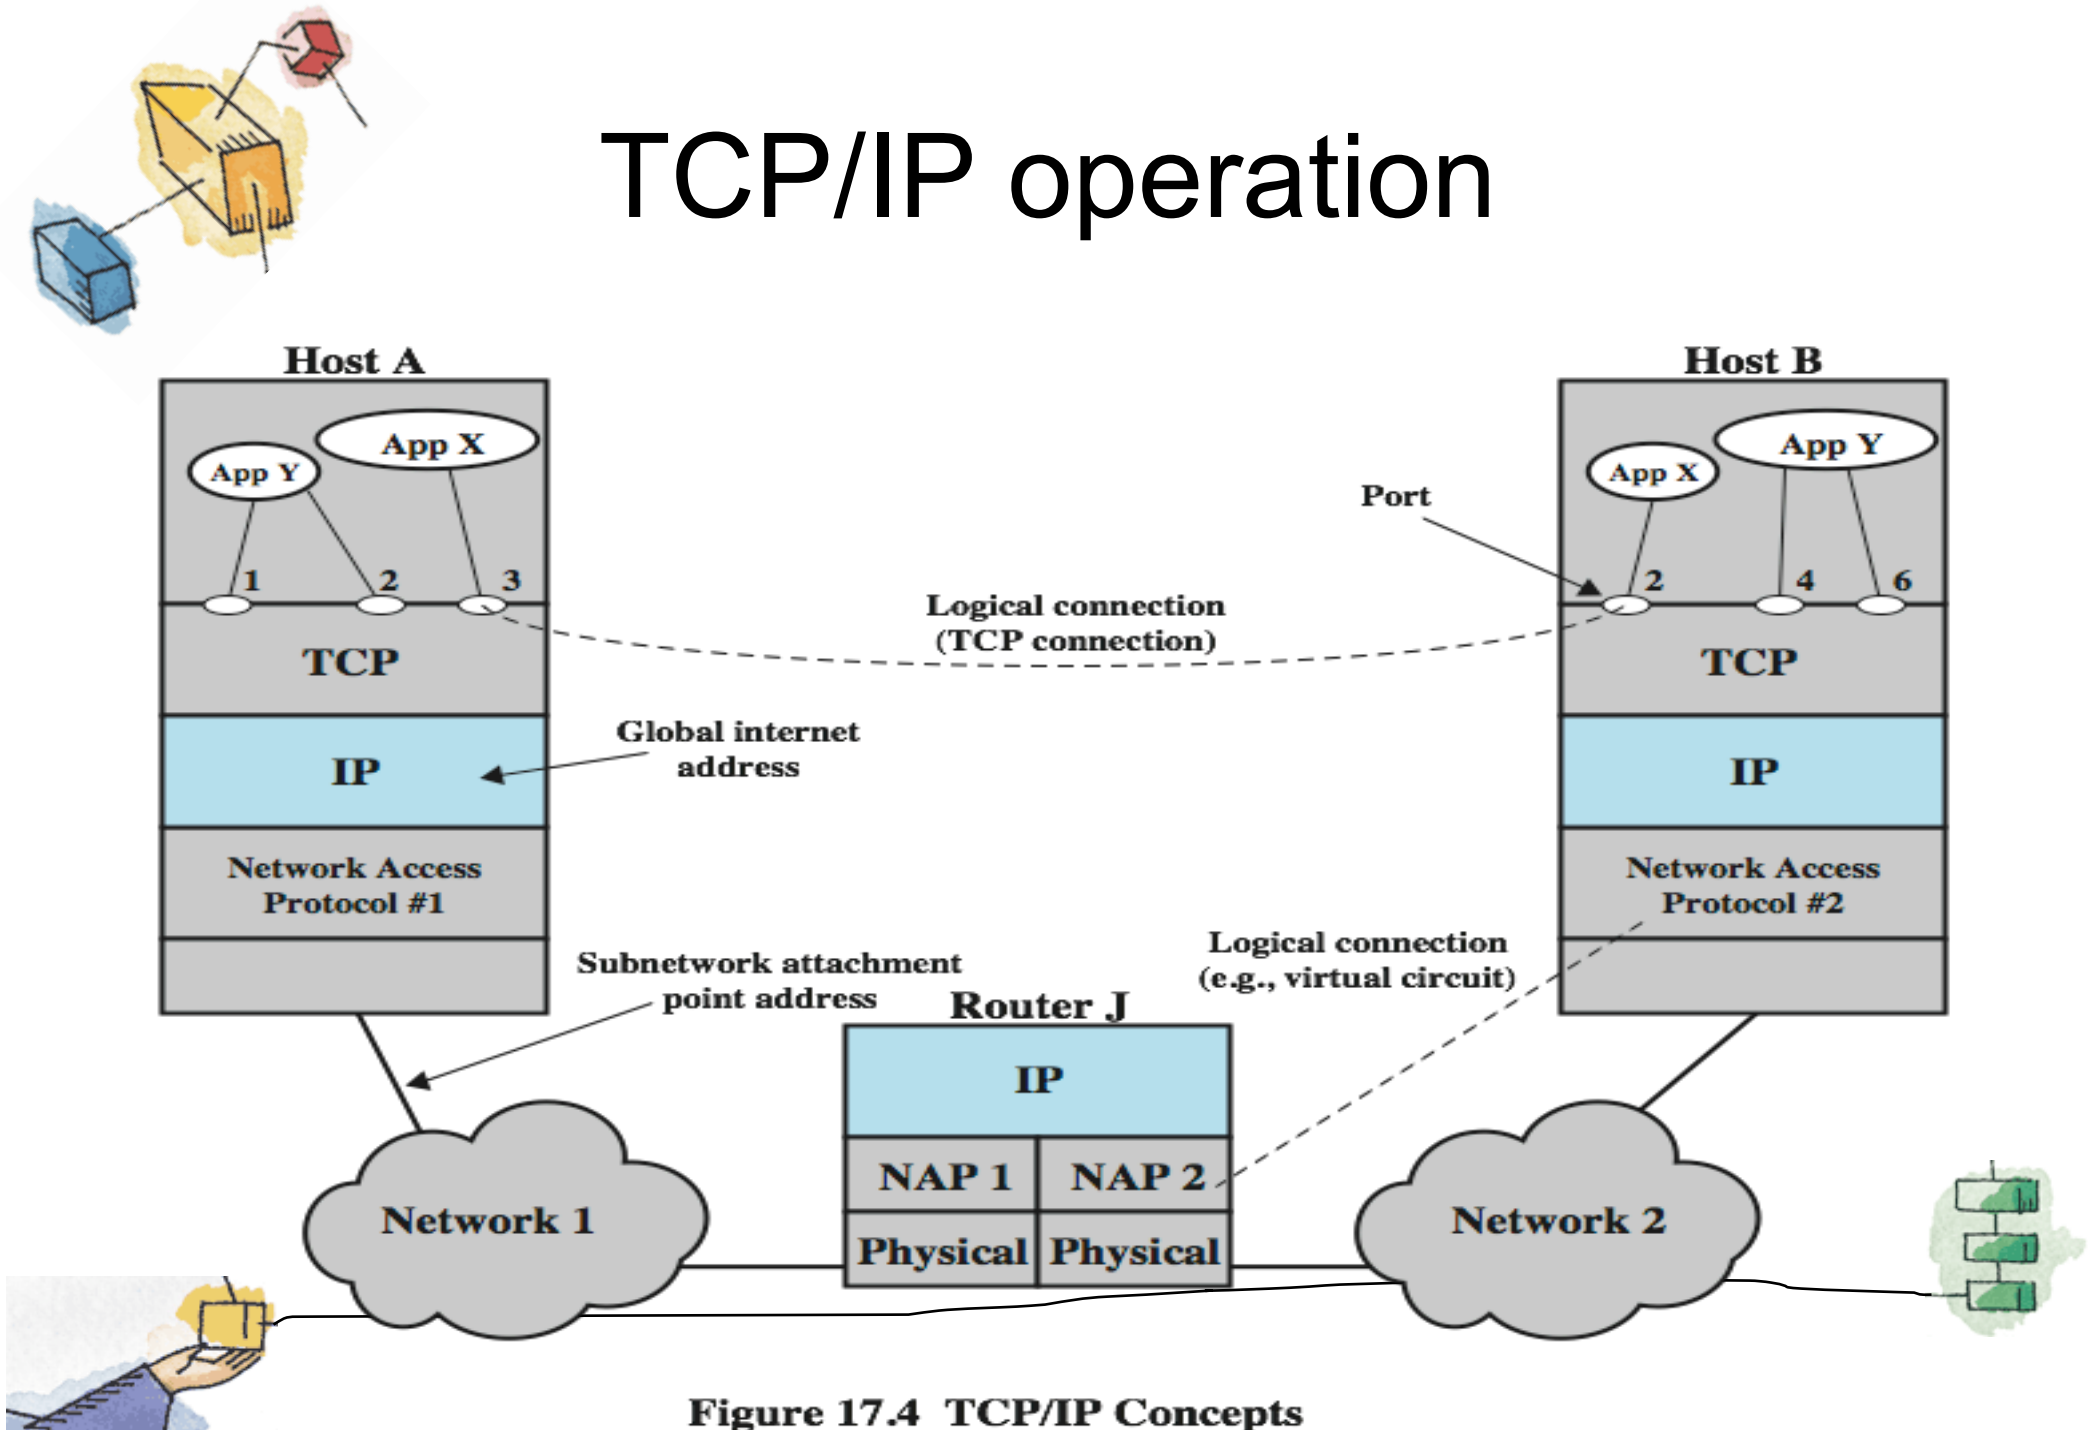 TCP/IP operation
Host A
App Y
App X
1
2
3
TCP
IP
Network Access
Protocol #1
Host B
App X
App Y
Port
2
4
6
TCP
IP
Network Access
Protocol #2
Logical connection
(TCP connection)
Global internet
address
Subnetwork attachment
point address
Logical connection
(e.g., virtual circuit)
Router J
IP
NAP 1
NAP 2
Physical
Physical
Network 1
Network 2
Figure 17.4 TCP/IP Concepts